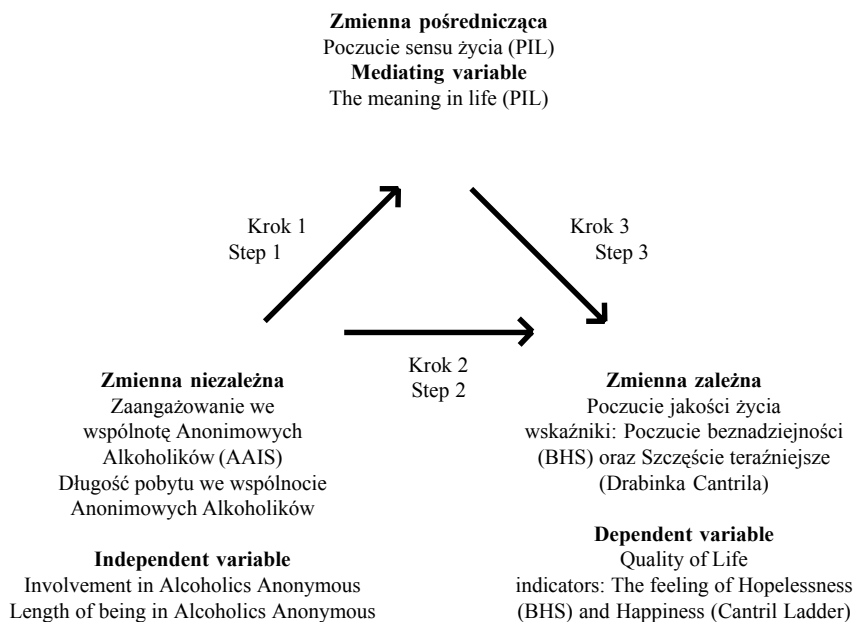 Zmienna pośrednicząca
Poczucie sensu życia (PIL)
Mediating variable
The meaning in life (PIL)
Krok 1
Step 1
Krok 3
Step 3
Krok 2
Step 2
Zmienna niezależna
Zaangażowanie we
wspólnotę Anonimowych
Alkoholików (AAIS)
Długość pobytu we wspólnocie
Anonimowych Alkoholików
Independent variable
Involvement in Alcoholics Anonymous
Length of being in Alcoholics Anonymous
Zmienna zależna
Poczucie jakości życia
wskaźniki: Poczucie beznadziejności
(BHS) oraz Szczęście teraźniejsze
(Drabinka Cantrila)
Dependent variable
Quality of Life
indicators: The feeling of Hopelessness
(BHS) and Happiness (Cantril Ladder)